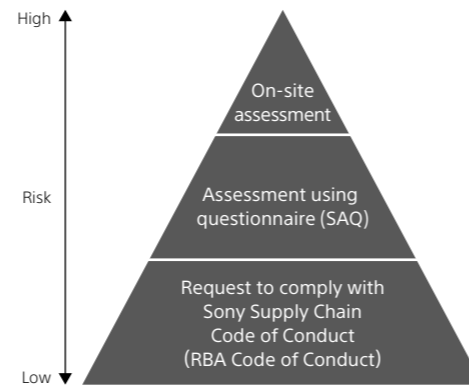 High
On-site
assessment
Risk
Assessment using
questionnaire (SAQ)
Request to comply with
Sony Supply Chain
Code of Conduct
(RBA Code of Conduct)
Low